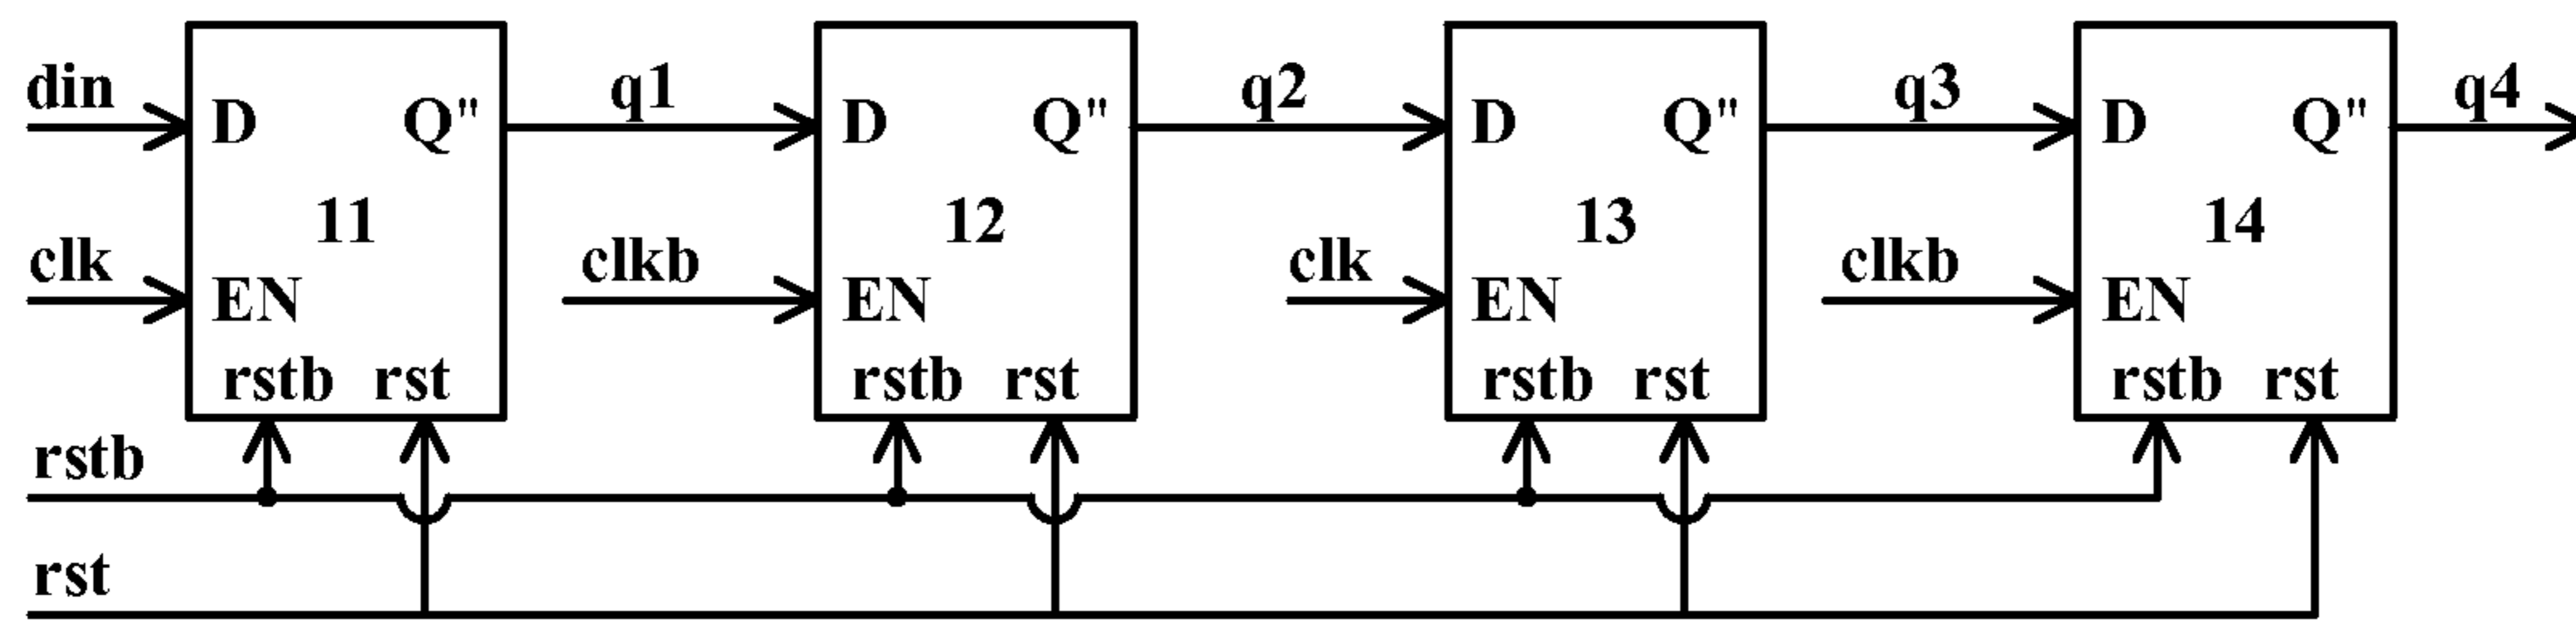 din q1 q2 q3 q4
D Q" D Q" D Q" D Q"
11 12 13 14
clk clkb clk clkb
EN EN EN EN
rstb rst rstb rst rstb rst rstb rst
rstb
rst